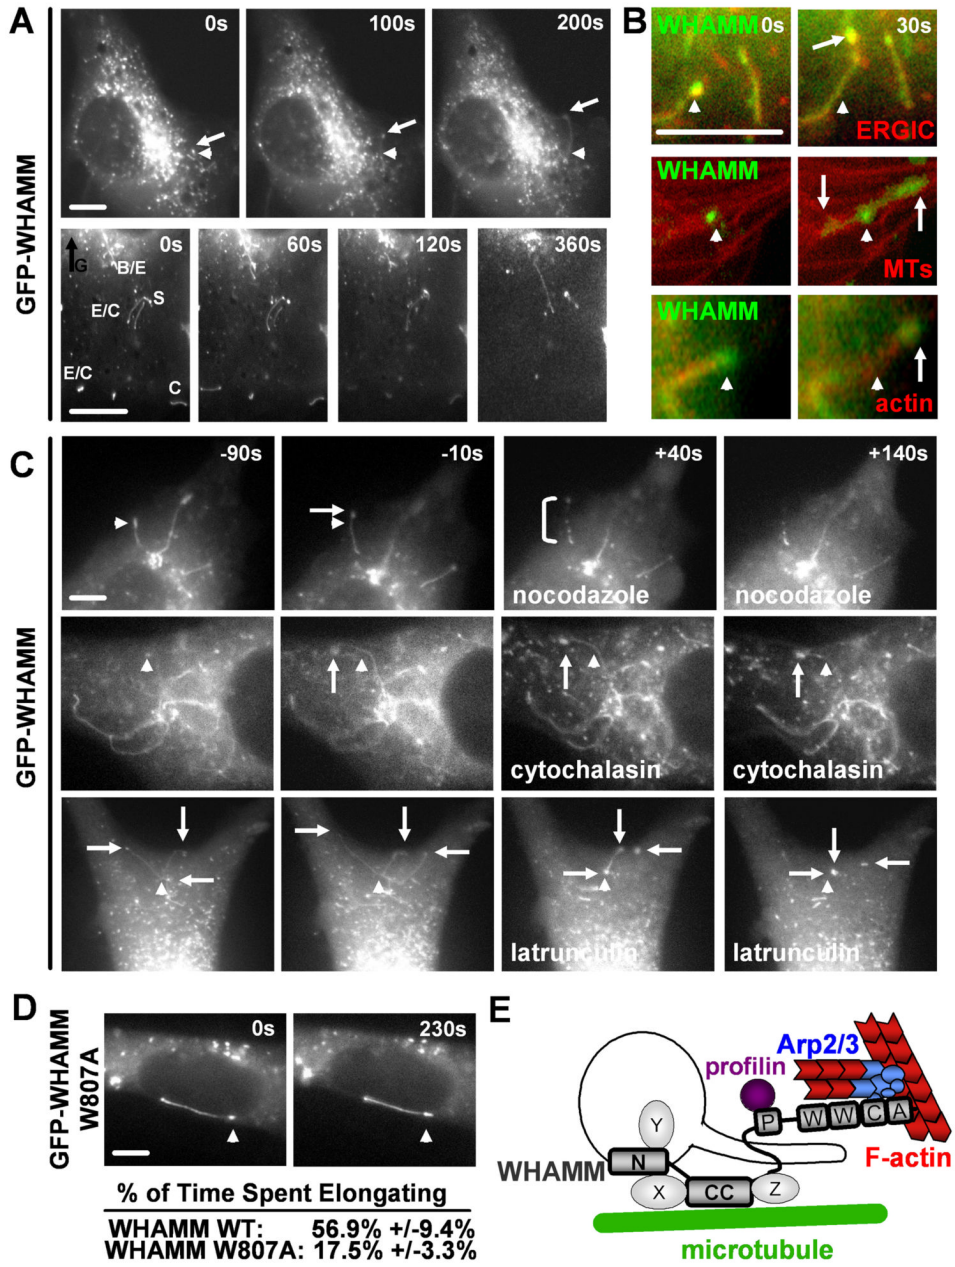 A
GFP-WHAMM
0s
100s
200s
0s
60s
120s
360s
G
B/E
E/C
S
E/C
C
B
WHAMM
0s
30s
ERGIC
WHAMM
MTs
WHAMM
actin
C
GFP-WHAMM
-90s
-10s
+40s
+140s
nocodazole
nocodazole
cytochalasin
cytochalasin
latrunculin
latrunculin
D
GFP-WHAMM
W807A
0s
230s
% of Time Spent Elongating
WHAMM WT: 56.9% +/-9.4%
WHAMM W807A: 17.5% +/-3.3%
E
Arp2/3
profilin
P
W W C A
Y
F-actin
WHAMM
N
X
CC
Z
microtubule